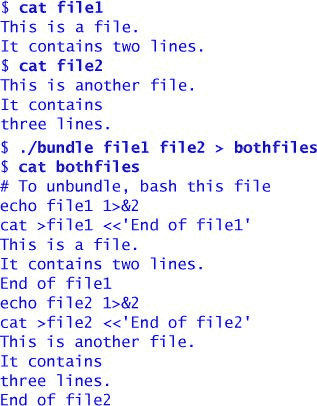 $ cat file1
This is a file.
It contains two lines.
$ cat file2
This is another file.
It contains
three lines.
$ ./bundle file1 file2 > bothfiles
$ cat bothfiles
# To unbundle, bash this file
echo file1 1>&2
cat >file1 <<'End of file1'
This is a file.
It contains two lines.
End of file1
echo file2 1>&2
cat >file2 <<'End of file2'
This is another file.
It contains
three lines.
End of file2